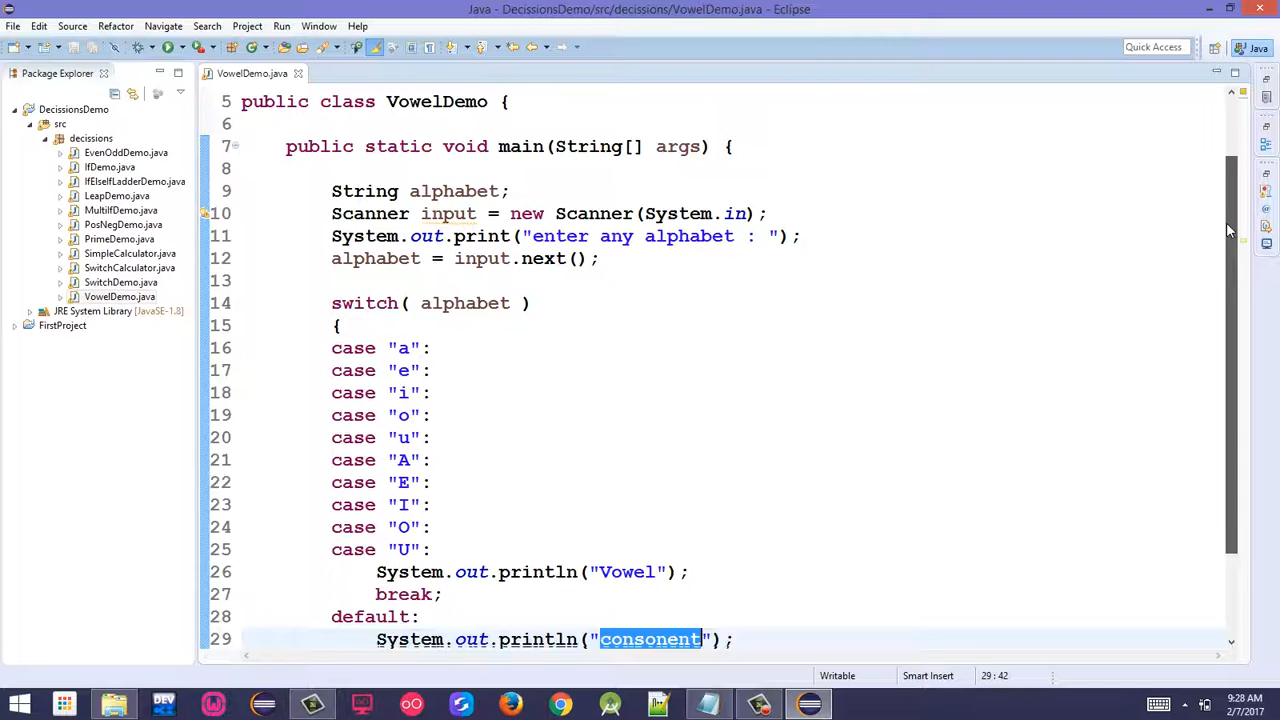 Java - DecissionsDemo/src/decissions/VowelDemo.java - Eclipse
File Edit Source Refactor Navigate Search Project Run Window Help
Quick Access Java
Package Explorer VowelDemo.java
DecissionsDemo
src
decissions
EvenOddDemo.java
IfDemo.java
IfElseIfLadderDemo.java
LeapDemo.java
MultiIfDemo.java
PosNegDemo.java
PrimeDemo.java
SimpleCalculator.java
SwitchCalculator.java
SwitchDemo.java
VowelDemo.java
JRE System Library [JavaSE-1.8]
FirstProject
5 public class VowelDemo {
6
7 public static void main(String[] args) {
8
9 String alphabet;
10 Scanner input = new Scanner(System.in);
11 System.out.print("enter any alphabet : ");
12 alphabet = input.next();
13
14 switch( alphabet )
15 {
16 case "a":
17 case "e":
18 case "i":
19 case "o":
20 case "u":
21 case "A":
22 case "E":
23 case "I":
24 case "O":
25 case "U":
26 System.out.println("Vowel");
27 break;
28 default:
29 System.out.println("consonent");
Writable Smart Insert 29 : 42
DEV
9:28 AM
2/7/2017